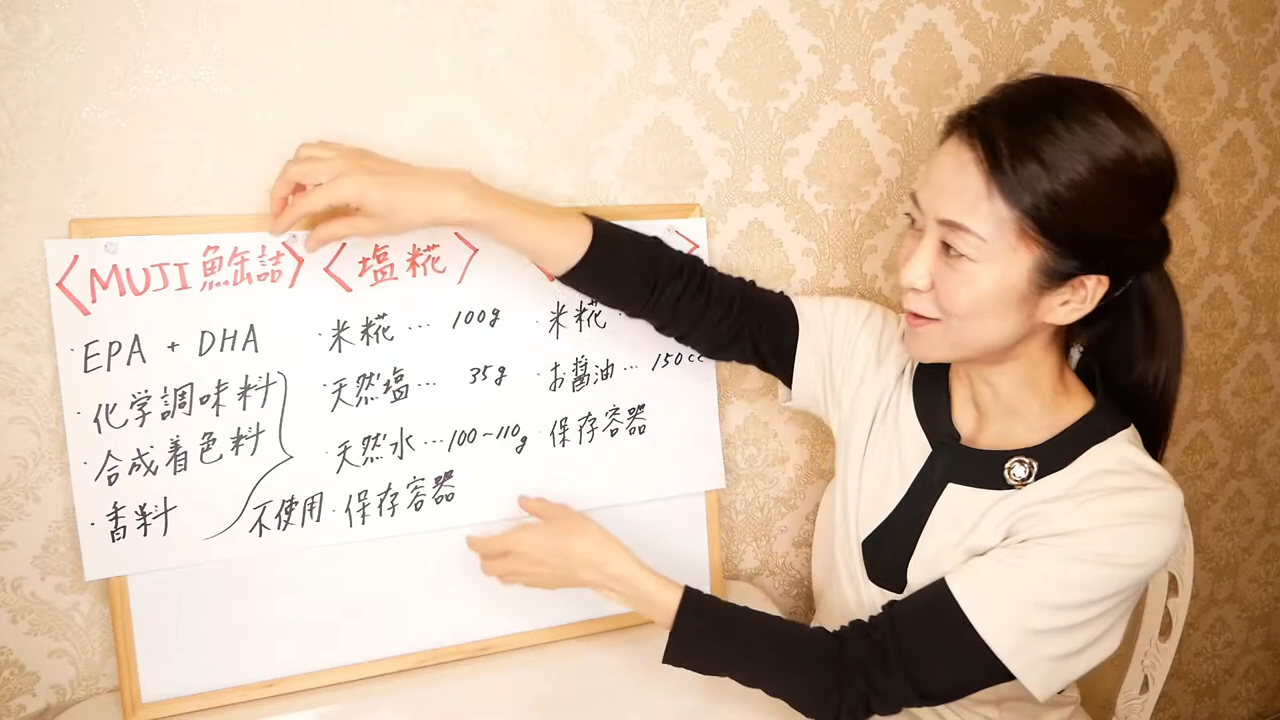 〈MUJI 魚缶詰〉
・EPA + DHA
・化学調味料
・合成着色料
・香料
不使用
〈塩糀〉
・米糀… 100g
・天然塩… 35g
・天然水…100~110g
・保存容器
〉
・米糀・
・お醤油… 150cc
・保存容器